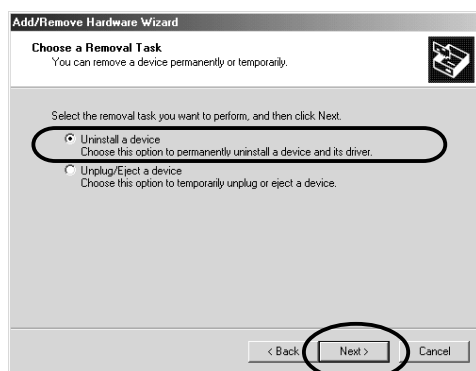 Add/Remove Hardware Wizard
Choose a Removal Task
You can remove a device permanently or temporarily.
Select the removal task you want to perform, and then click Next.
Uninstall a device
Choose this option to permanently uninstall a device and its driver.
Unplug/Eject a device
Choose this option to temporarily unplug or eject a device.
< Back Next > Cancel